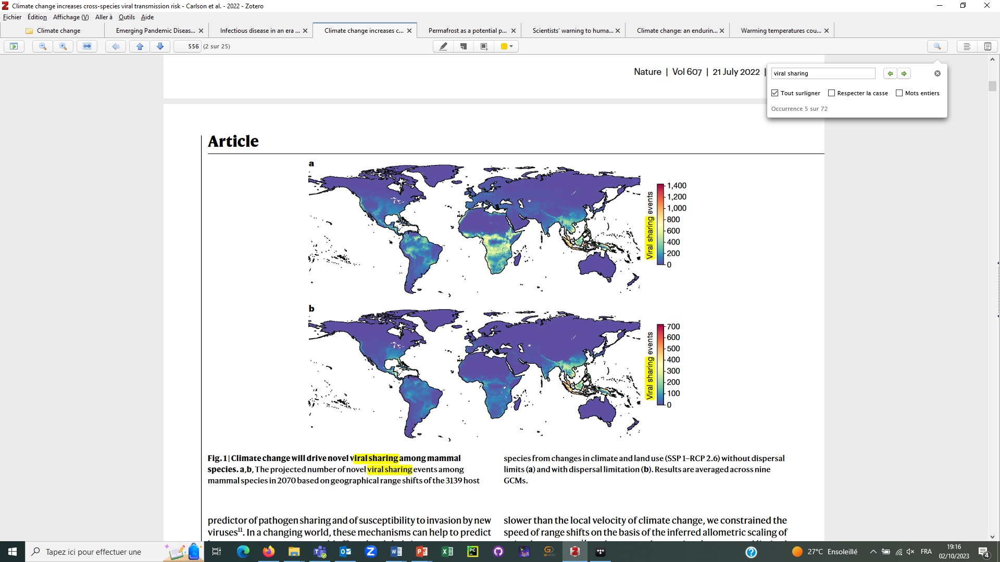 Climate change increases cross-species viral transmission risk - Carlson et al. - 2022 - Zotero
Fichier Édition Affichage (V) Aller à Outils Aide
Climate change
Emerging Pandemic Diseas...
Infectious disease in an era ...
Climate change increases c...
Permafrost as a potential p...
Scientists’ warning to huma...
Climate change: an endurin...
Warming temperatures cou...
556 (2 sur 25)
Nature | Vol 607 | 21 July 2022 |
viral sharing
Tout surligner Respecter la casse Mots entiers
Occurrence 5 sur 72
Article
a
1,400
1,200
1,000
800
600
400
200
0
Viral sharing events
b
700
600
500
400
300
200
100
0
Viral sharing events
Fig. 1 | Climate change will drive novel viral sharing among mammal
species. a,b, The projected number of novel viral sharing events among
mammal species in 2070 based on geographical range shifts of the 3139 host
species from changes in climate and land use (SSP 1–RCP 2.6) without dispersal
limits (a) and with dispersal limitation (b). Results are averaged across nine
GCMs.
predictor of pathogen sharing and of susceptibility to invasion by new
viruses11. In a changing world, these mechanisms can help to predict
slower than the local velocity of climate change, we constrained the
speed of range shifts on the basis of the inferred allometric scaling of
Tapez ici pour effectuer une
27°C Ensoleillé
FRA
19:16
02/10/2023
4